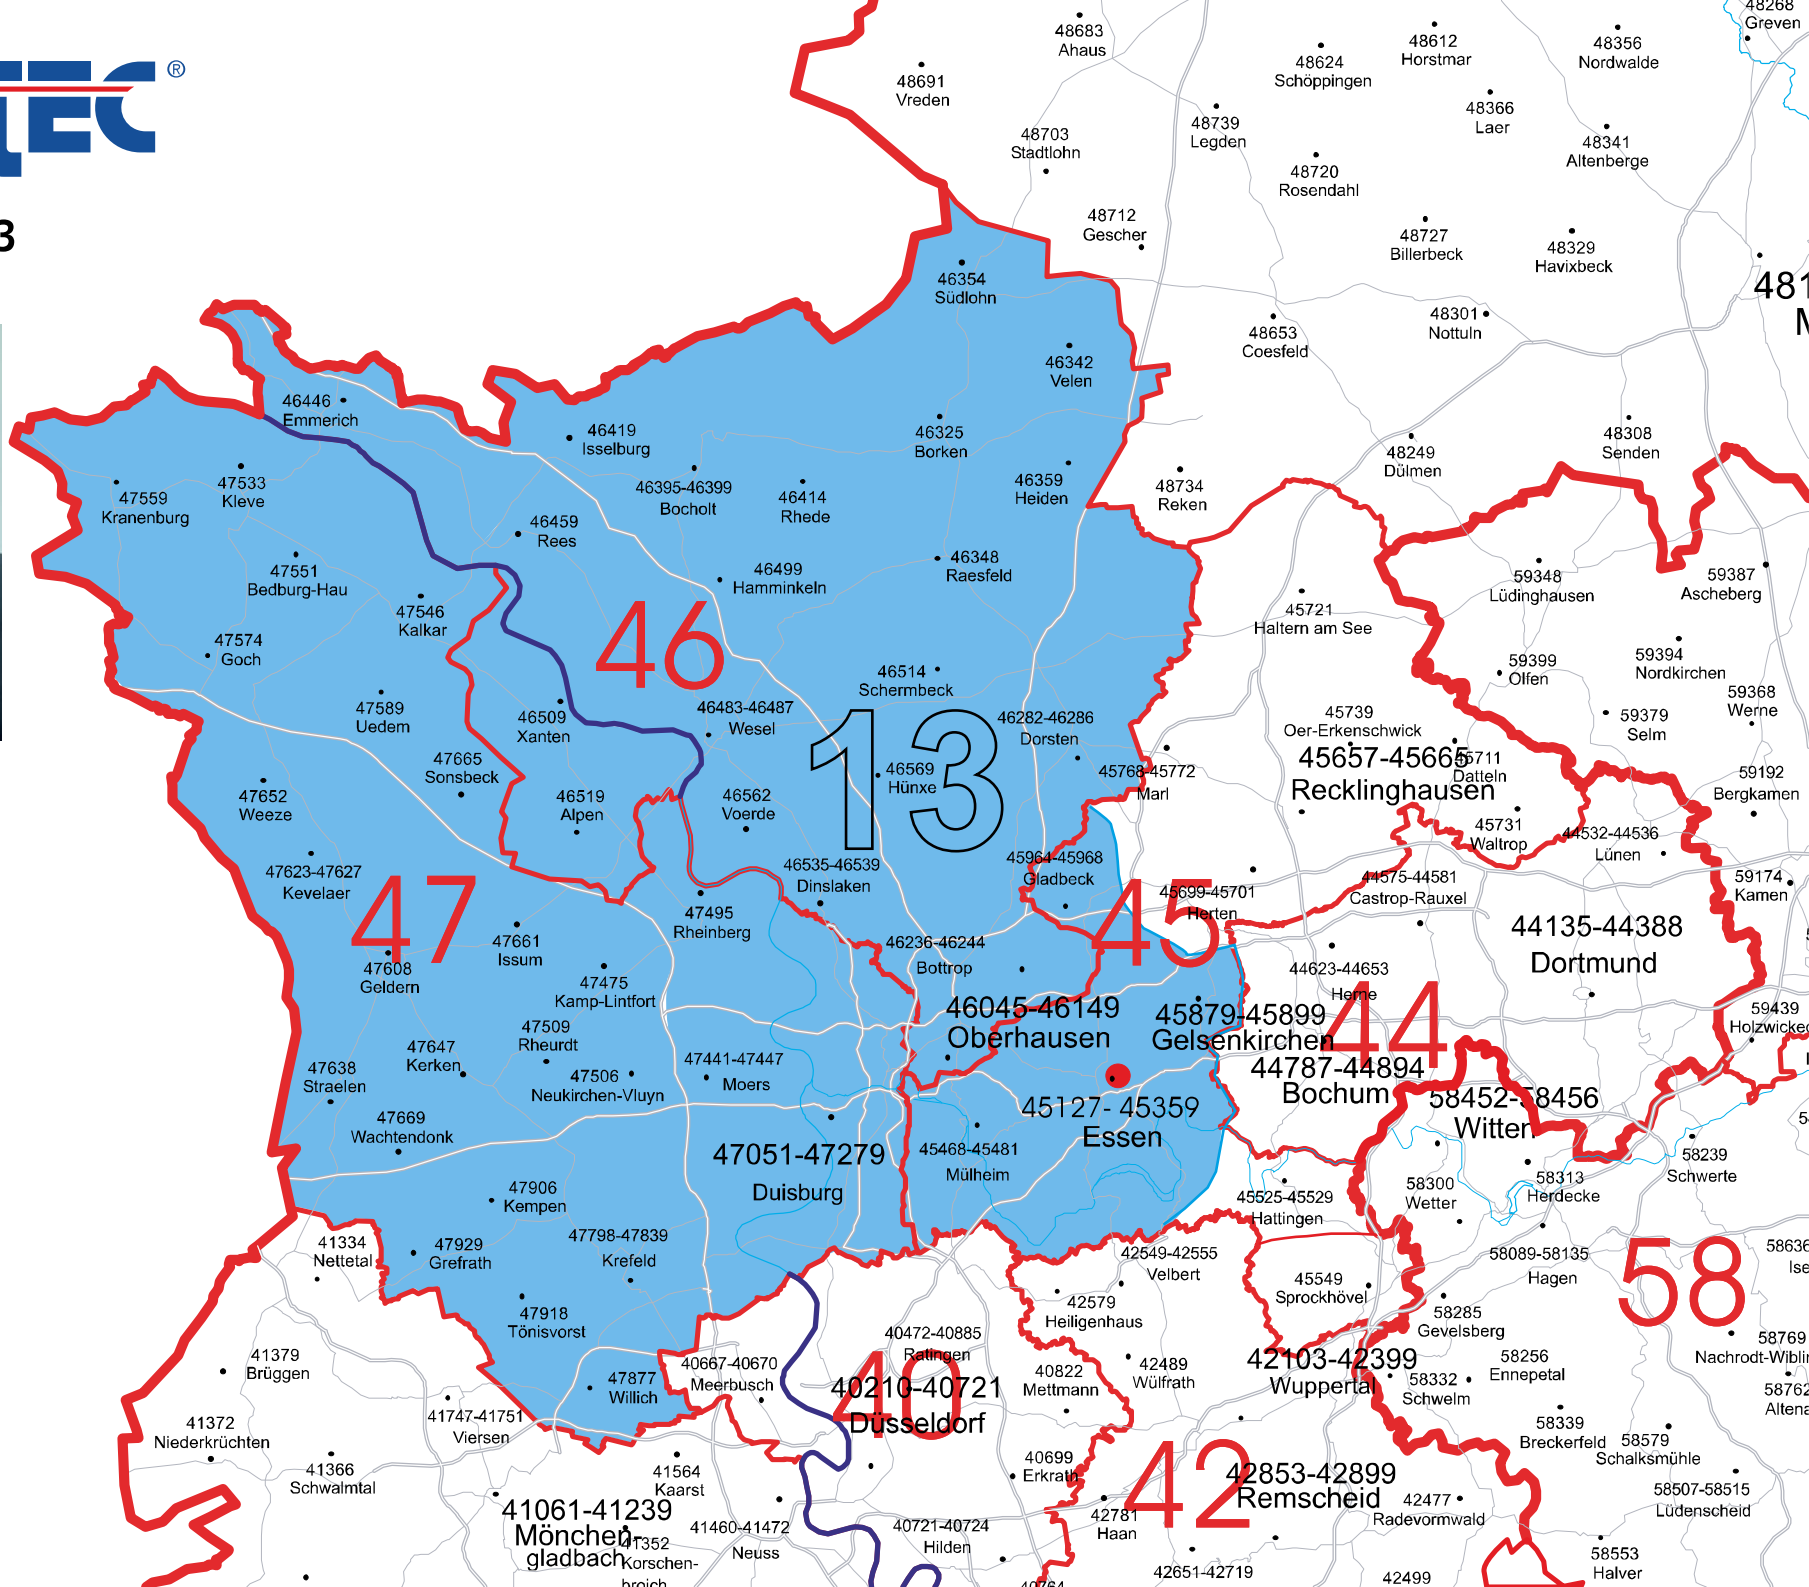 TEC®
3
48683
Ahaus
48691
Vreden
48703
Stadtlohn
48739
Legden
48624
Schöppingen
48612
Horstmar
48356
Nordwalde
48268
Greven
48366
Laer
48341
Altenberge
48720
Rosendahl
48712
Gescher
48727
Billerbeck
48329
Havixbeck
481
48301
Nottuln
48653
Coesfeld
48249
Dülmen
48308
Senden
48734
Reken
46354
Südlohn
46342
Velen
46325
Borken
46359
Heiden
46446
Emmerich
46419
Isselburg
46395-46399
Bocholt
46414
Rhede
46459
Rees
46499
Hamminkeln
46348
Raesfeld
47559
Kranenburg
47533
Kleve
47551
Bedburg-Hau
47546
Kalkar
47574
Goch
47589
Uedem
46
46514
Schermbeck
46509
Xanten
46483-46487
Wesel
46282-46286
Dorsten
13
46569
Hünxe
46562
Voerde
46519
Alpen
47665
Sonsbeck
47652
Weeze
47623-47627
Kevelaer
46535-46539
Dinslaken
45964-45968
Gladbeck
45768-45772
Marl
45721
Haltern am See
45739
Oer-Erkenschwick
45657-45665
Recklinghausen
45711
Datteln
45731
Waltrop
45699-45701
Herten
45
59348
Lüdinghausen
59387
Ascheberg
59399
Olfen
59394
Nordkirchen
59368
Werne
59379
Selm
59192
Bergkamen
44532-44536
Lünen
59174
Kamen
44575-44581
Castrop-Rauxel
44135-44388
Dortmund
44623-44653
Herne
44
59439
Holzwickede
47
47608
Geldern
47661
Issum
47495
Rheinberg
47475
Kamp-Lintfort
47509
Rheurdt
47647
Kerken
47638
Straelen
47506
Neukirchen-Vluyn
47441-47447
Moers
47669
Wachtendonk
46236-46244
Bottrop
46045-46149
Oberhausen
45879-45899
Gelsenkirchen
44787-44894
Bochum
45127- 45359
Essen
45468-45481
Mülheim
47051-47279
Duisburg
58452-58456
Witten
58239
Schwerte
58300
Wetter
58313
Herdecke
45525-45529
Hattingen
47906
Kempen
47798-47839
Krefeld
47929
Grefrath
47918
Tönisvorst
47877
Willich
41334
Nettetal
42549-42555
Velbert
42579
Heiligenhaus
45549
Sprockhövel
58089-58135
Hagen
58
58285
Gevelsberg
58256
Ennepetal
58332
Schwelm
58769
58339
Breckerfeld
58579
Schalksmühle
58507-58515
Lüdenscheid
58762
58553
Halver
41379
Brüggen
41372
Niederkrüchten
41366
Schwalmtal
41747-41751
Viersen
41564
Kaarst
41061-41239
Mönchen-
gladbach
41352
Korschen-
broich
41460-41472
Neuss
40667-40670
Meerbusch
40472-40885
Ratingen
40
40210-40721
Düsseldorf
40822
Mettmann
40699
Erkrath
40721-40724
Hilden
40764
42489
Wülfrath
42103-42399
Wuppertal
42
42853-42899
Remscheid
42477
Radevormwald
42781
Haan
42651-42719
42499